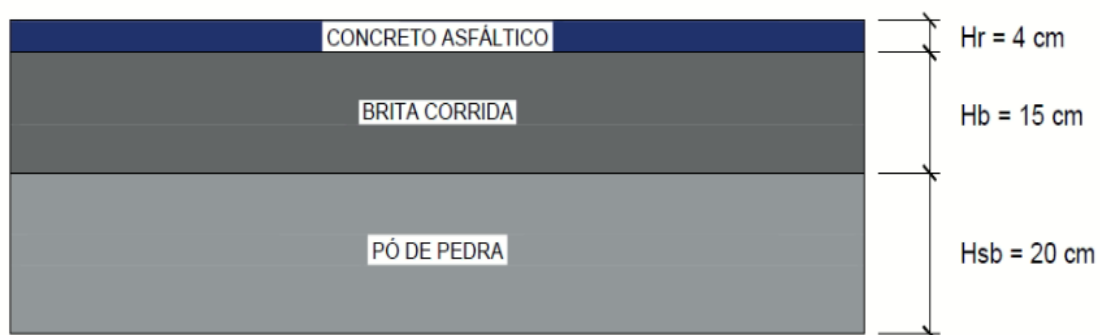 CONCRETO ASFÁLTICO
Hr = 4 cm
BRITA CORRIDA
Hb = 15 cm
PÓ DE PEDRA
Hsb = 20 cm